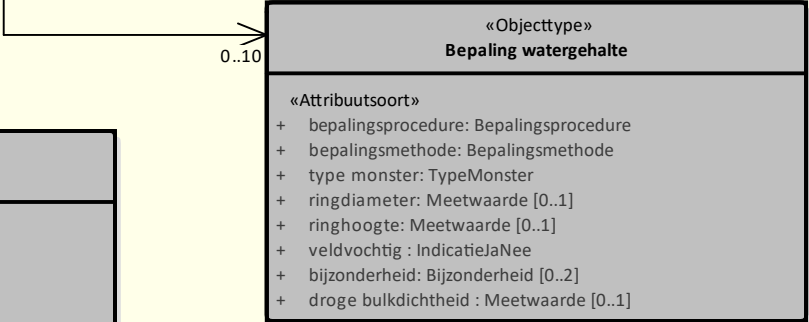 0..10
«Objecttype»
Bepaling watergehalte
«Attribuutsoort»
+ bepalingsprocedure: Bepalingsprocedure
+ bepalingsmethode: Bepalingsmethode
+ type monster: TypeMonster
+ ringdiameter: Meetwaarde [0..1]
+ ringhoogte: Meetwaarde [0..1]
+ veldvochtig : IndicatieJaNee
+ bijzonderheid: Bijzonderheid [0..2]
+ droge bulkdichtheid : Meetwaarde [0..1]